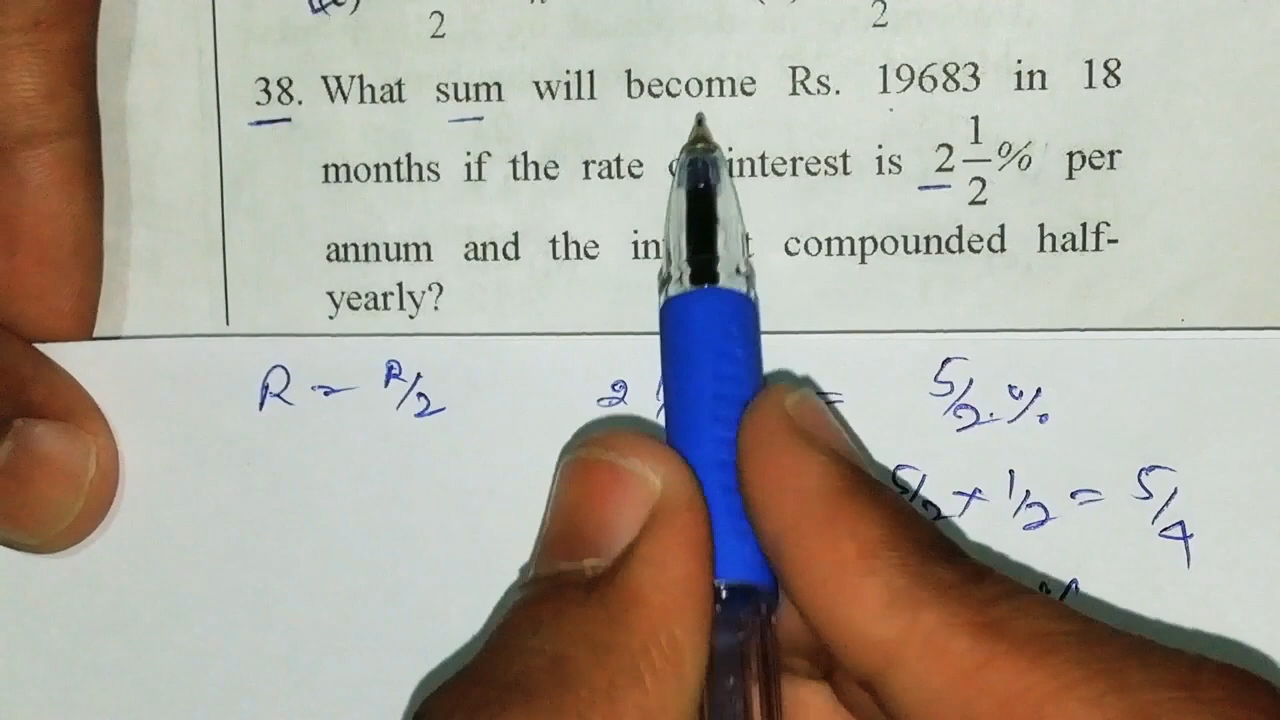 2 2
38. What sum will become Rs. 19683 in 18
months if the rate interest is 2 1/2 % per
annum and the compounded half-
yearly?
R = R/2 2 = 5/2 %
5/2 × 1/2 = 5/4